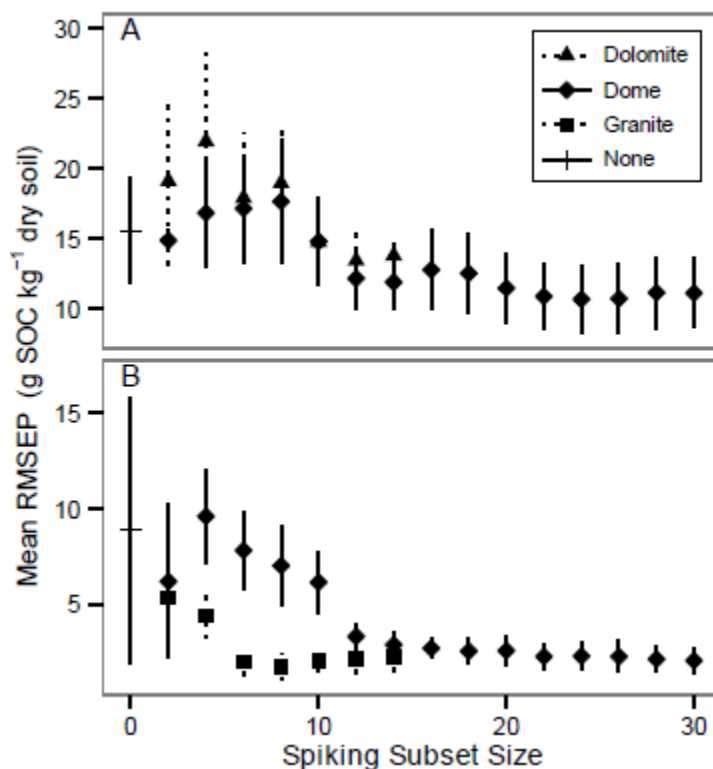 A
30
25
20
15
10
Dolomite
Dome
Granite
None
B
15
10
5
0
10
20
30
Mean RMSEP (g SOC kg⁻¹ dry soil)
Spiking Subset Size